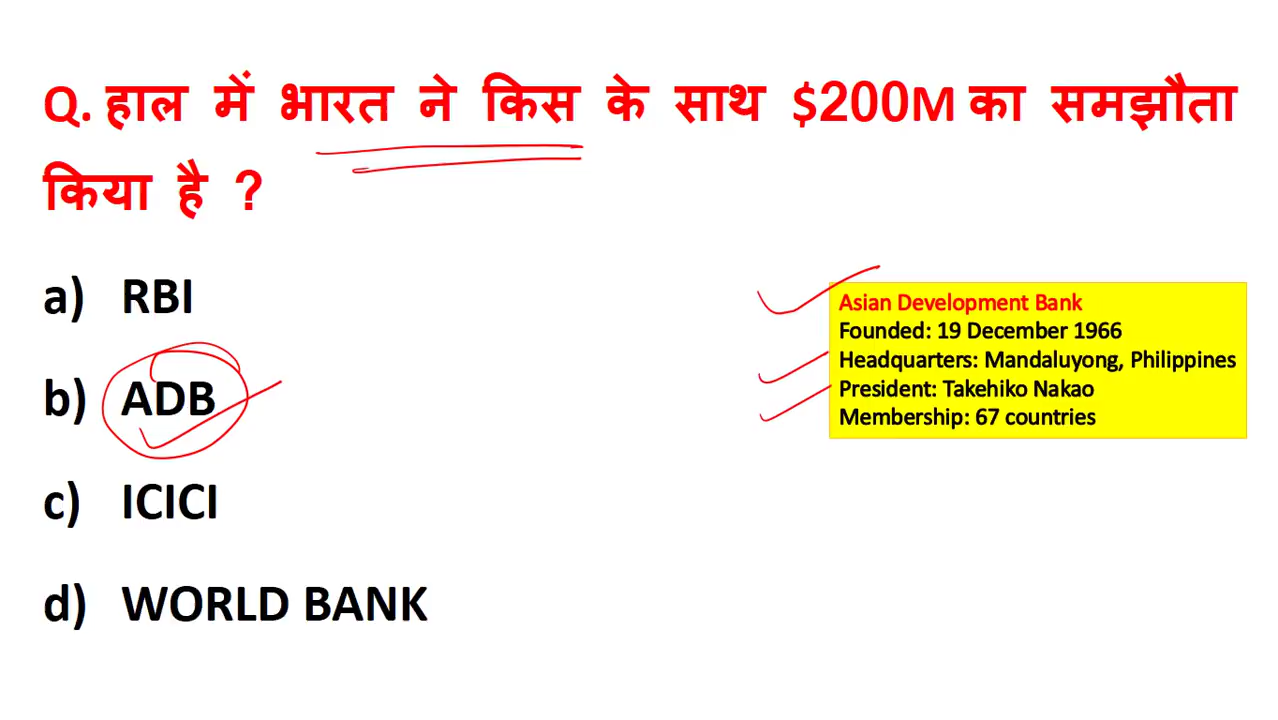 Q. हाल में भारत ने किस के साथ $200M का समझौता
किया है ?
a) RBI
b) ADB
c) ICICI
d) WORLD BANK
Asian Development Bank
Founded: 19 December 1966
Headquarters: Mandaluyong, Philippines
President: Takehiko Nakao
Membership: 67 countries